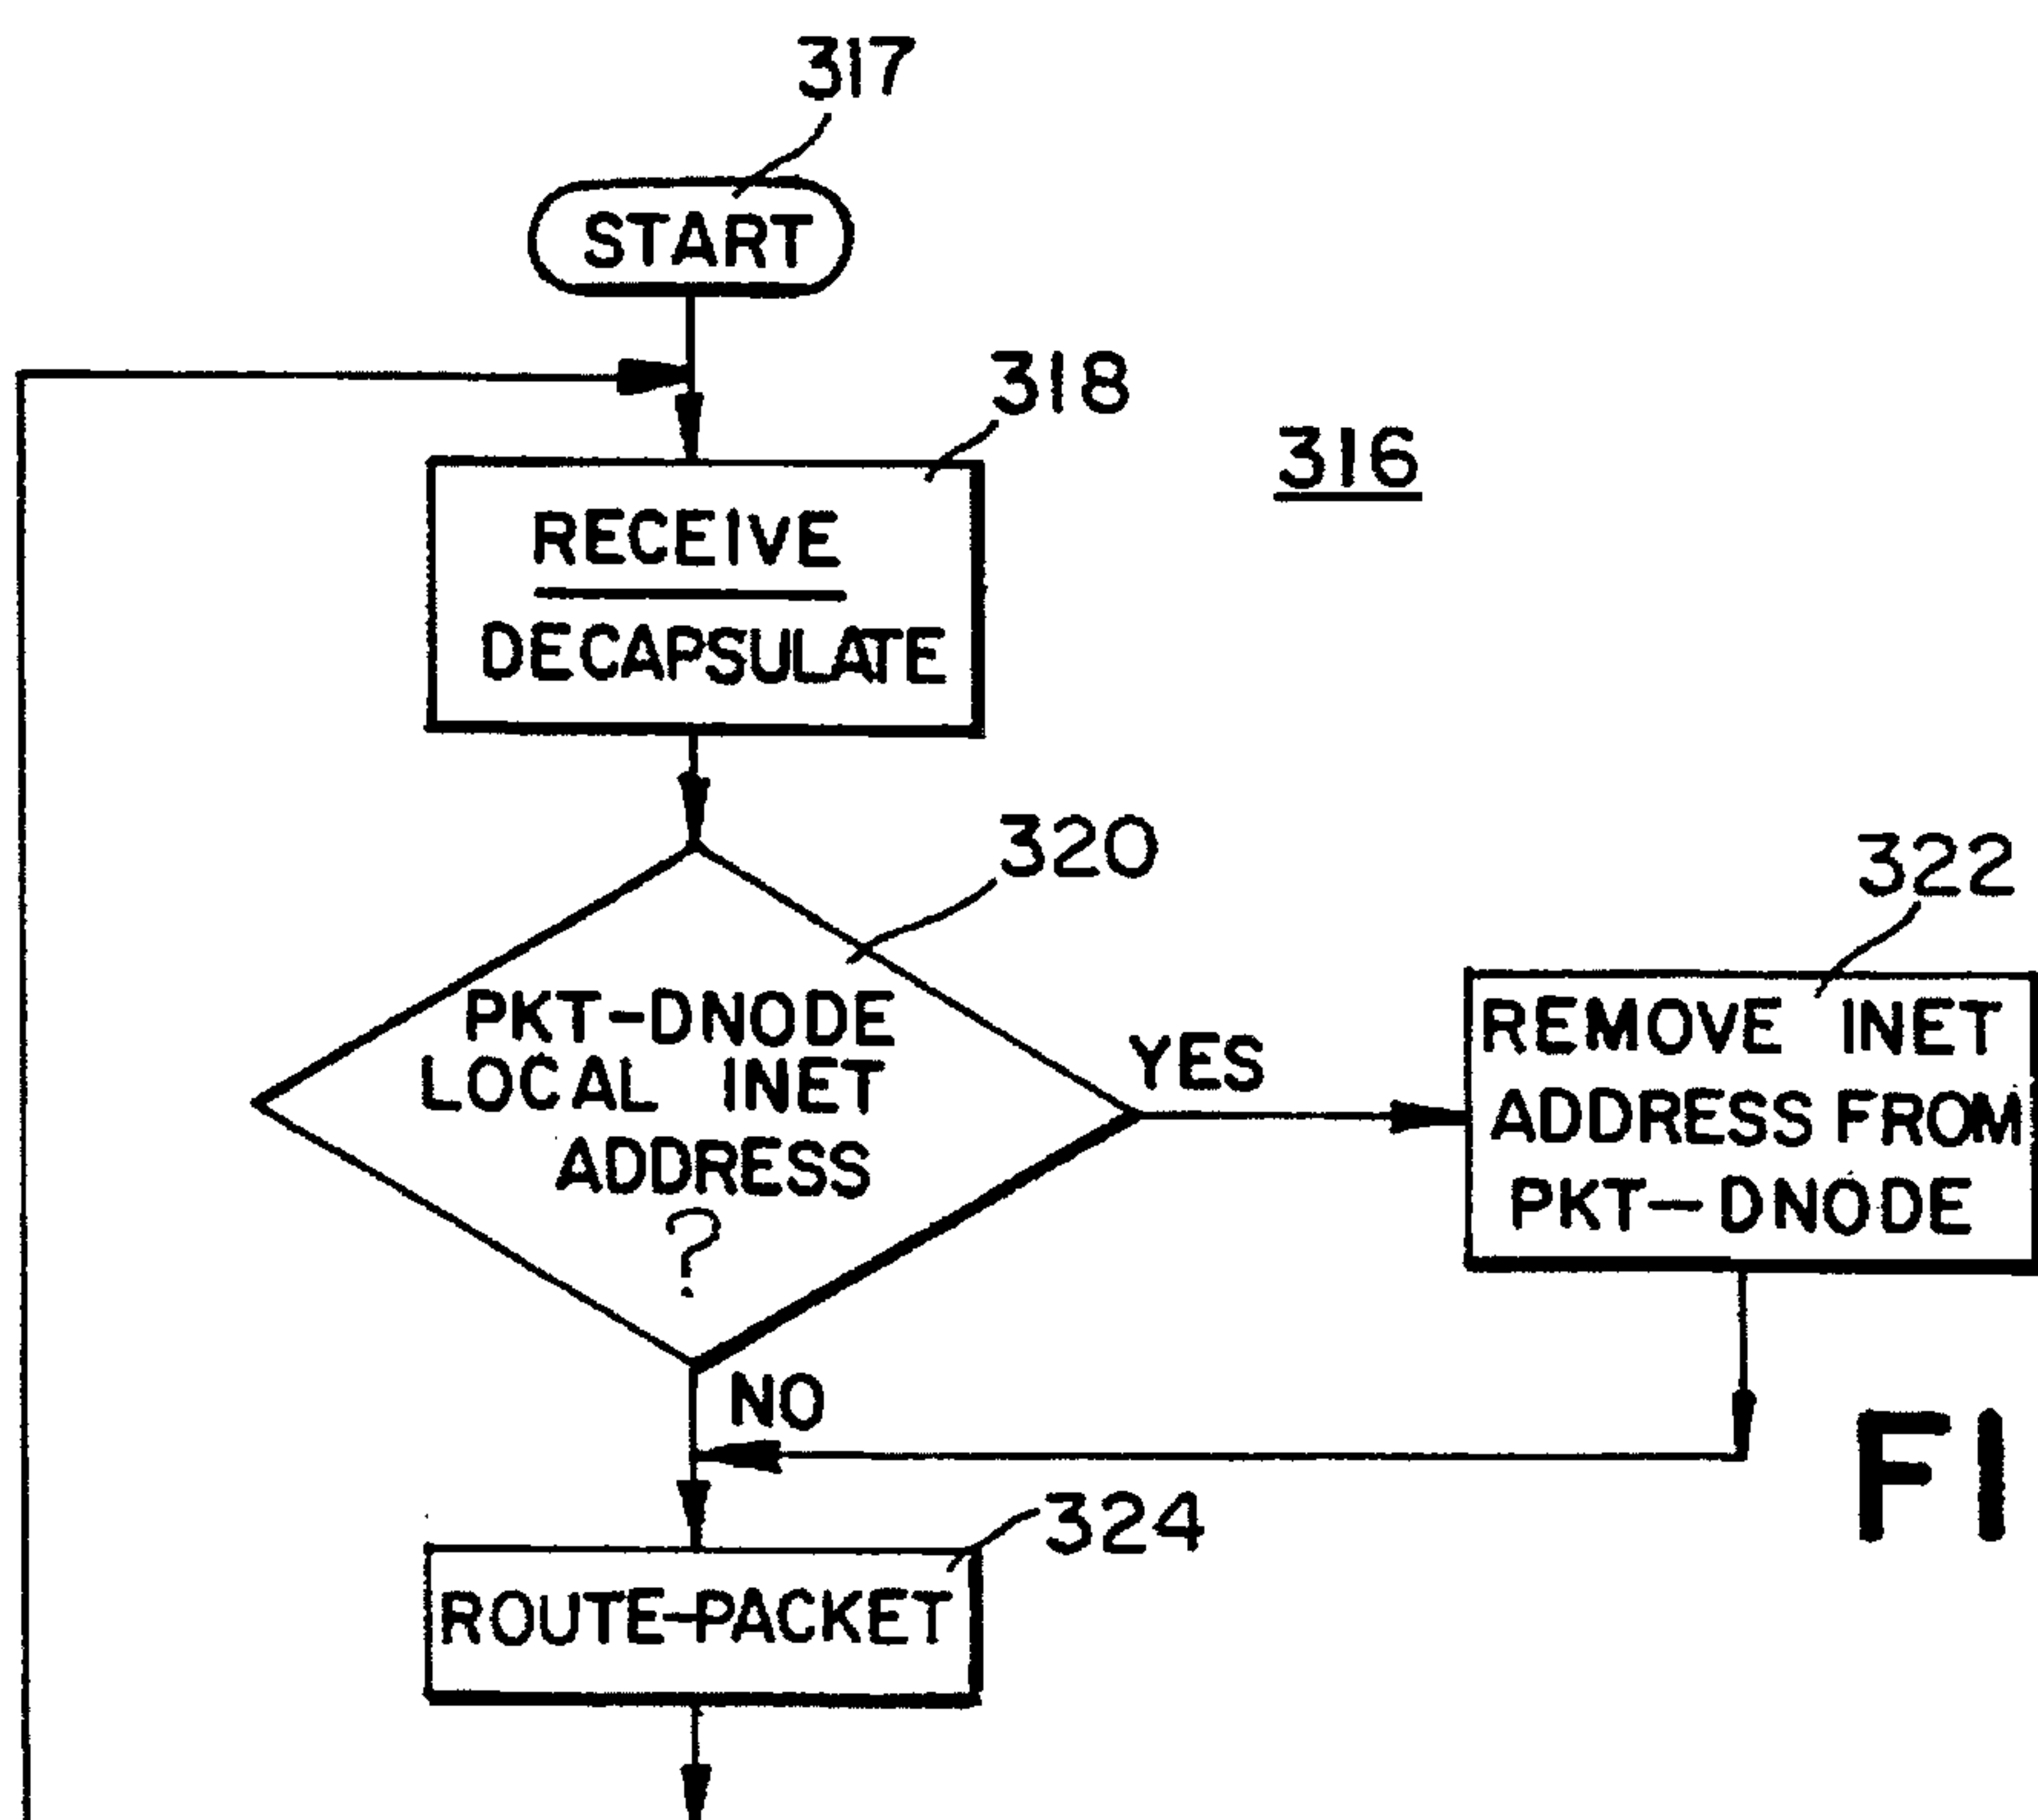 317
START
318
316
RECEIVE
DECAPSULATE
320
322
PKT-DNODE
LOCAL INET
ADDRESS
?
YES
REMOVE INET
ADDRESS FROM
PKT-DNODE
NO
FI
324
ROUTE-PACKET